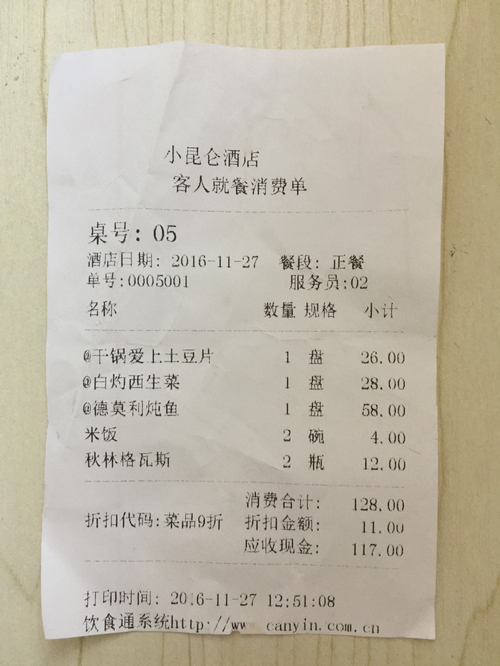 小昆仑酒店
客人就餐消费单
桌号: 05
酒店日期: 2016-11-27 餐段: 正餐
单号:0005001 服务员:02
名称 数量 规格 小计
@干锅爱上土豆片 1 盘 26.00
@白灼西生菜 1 盘 28.00
@德莫利炖鱼 1 盘 58.00
米饭 2 碗 4.00
秋林格瓦斯 2 瓶 12.00
消费合计: 128.00
折扣代码:菜品9折 折扣金额: 11.00
应收现金: 117.00
打印时间: 2016-11-27 12:51:08
饮食通系统http://www.canyin.com.cn